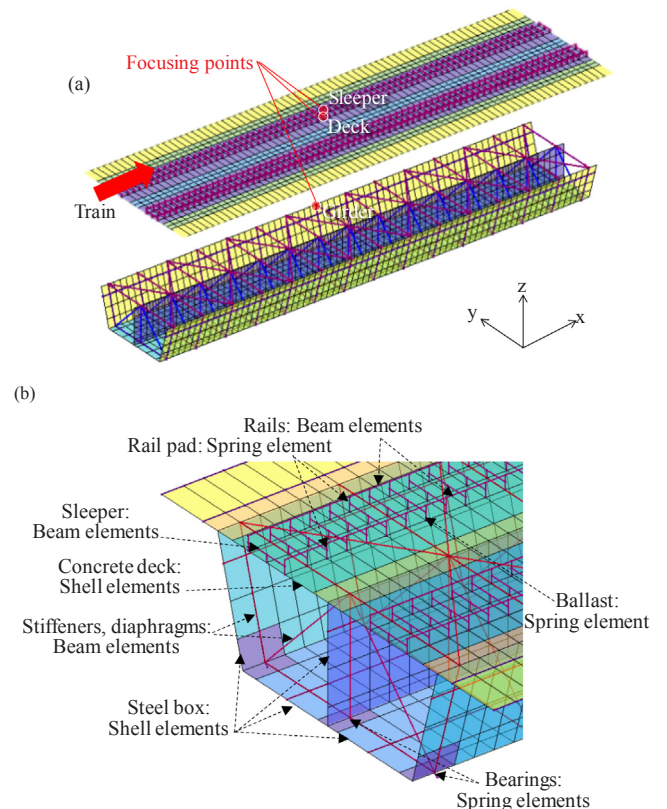 (a)
Focusing points
Sleeper
Deck
Train
Girder
z
y
x
(b)
Rails: Beam elements
Rail pad: Spring element
Sleeper:
Beam elements
Concrete deck:
Shell elements
Ballast:
Spring element
Stiffeners, diaphragms:
Beam elements
Steel box:
Shell elements
Bearings:
Spring elements